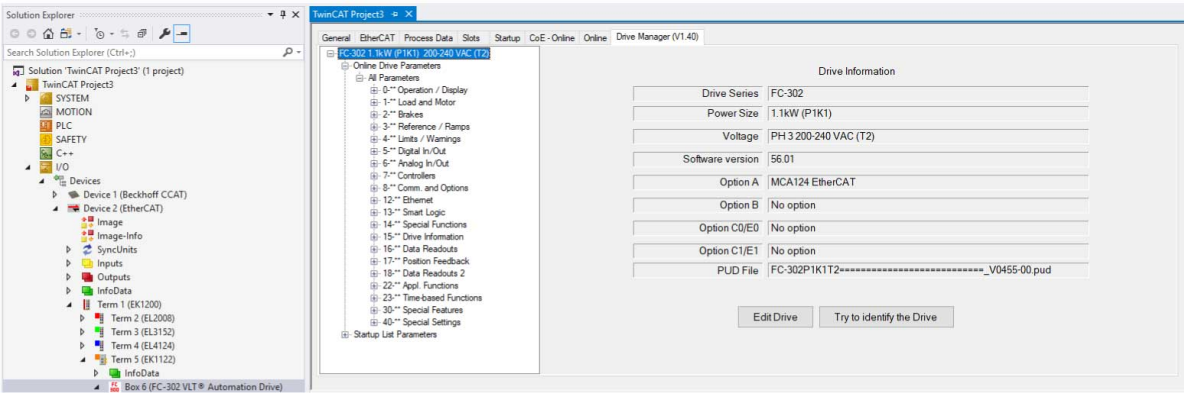 Solution Explorer
Search Solution Explorer (Ctrl+;)
Solution 'TwinCAT Project3' (1 project)
TwinCAT Project3
SYSTEM
MOTION
PLC
SAFETY
C++
I/O
Devices
Device 1 (Beckhoff CCAT)
Device 2 (EtherCAT)
Image
Image-Info
SyncUnits
Inputs
Outputs
InfoData
Term 1 (EK1200)
Term 2 (EL2008)
Term 3 (EL3152)
Term 4 (EL4124)
Term 5 (EK1122)
InfoData
Box 6 (FC-302 VLT® Automation Drive)
TwinCAT Project3
General EtherCAT Process Data Slots Startup CoE - Online Online Drive Manager (V1.40)
FC-302 1.1kW (P1K1) 200-240 VAC (T2)
Online Drive Parameters
All Parameters
0-** Operation / Display
1-** Load and Motor
2-** Brakes
3-** Reference / Ramps
4-** Limits / Warnings
5-** Digital In/Out
6-** Analog In/Out
7-** Controllers
8-** Comm. and Options
12-** Ethernet
13-** Smart Logic
14-** Special Functions
15-** Drive Information
16-** Data Readouts
17-** Position Feedback
18-** Data Readouts 2
22-** Appl. Functions
23-** Time-based Functions
30-** Special Features
40-** Special Settings
Startup List Parameters
Drive Information
Drive Series FC-302
Power Size 1.1kW (P1K1)
Voltage PH 3 200-240 VAC (T2)
Software version 56.01
Option A MCA124 EtherCAT
Option B No option
Option C0/E0 No option
Option C1/E1 No option
PUD File FC-302P1K1T2===========================_V0455-00.pud
Edit Drive Try to identify the Drive